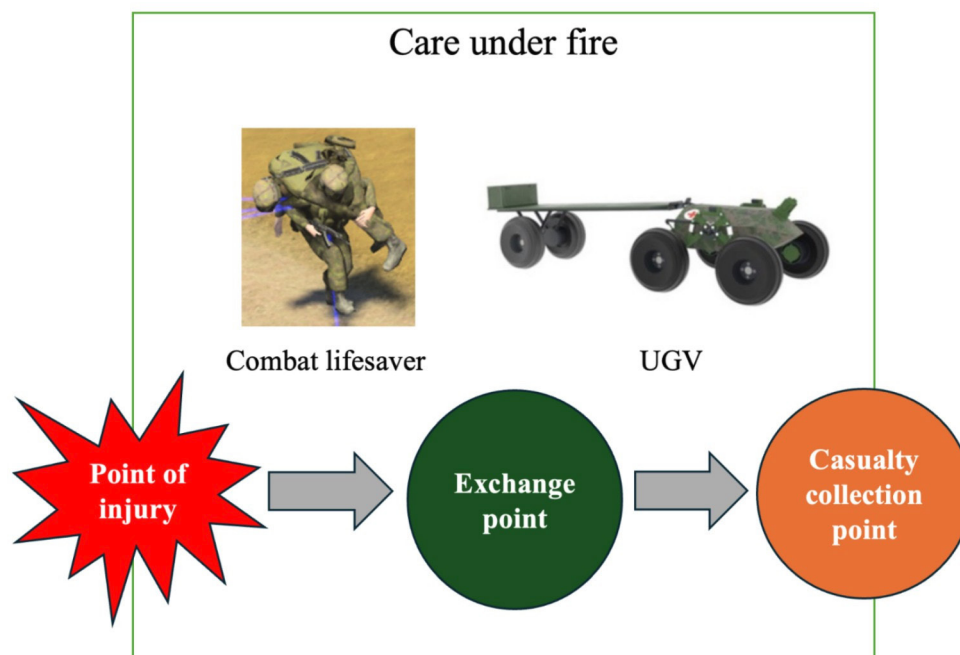 Care under fire
Combat lifesaver
UGV
Point of
injury
Exchange
point
Casualty
collection
point